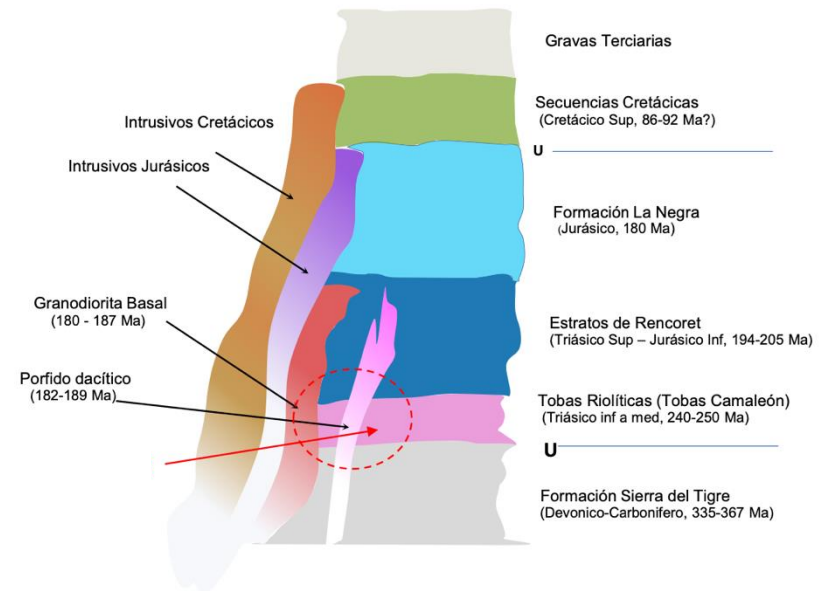 Gravas Terciarias
Secuencias Cretácicas
(Cretácico Sup, 86-92 Ma?)
Intrusivos Cretácicos
U
Intrusivos Jurásicos
Formación La Negra
(Jurásico, 180 Ma)
Granodiorita Basal
(180 - 187 Ma)
Estratos de Rencoret
(Triásico Sup – Jurásico Inf, 194-205 Ma)
Porfido dacítico
(182-189 Ma)
Tobas Riolíticas (Tobas Camaleón)
(Triásico inf a med, 240-250 Ma)
U
Formación Sierra del Tigre
(Devonico-Carbonifero, 335-367 Ma)